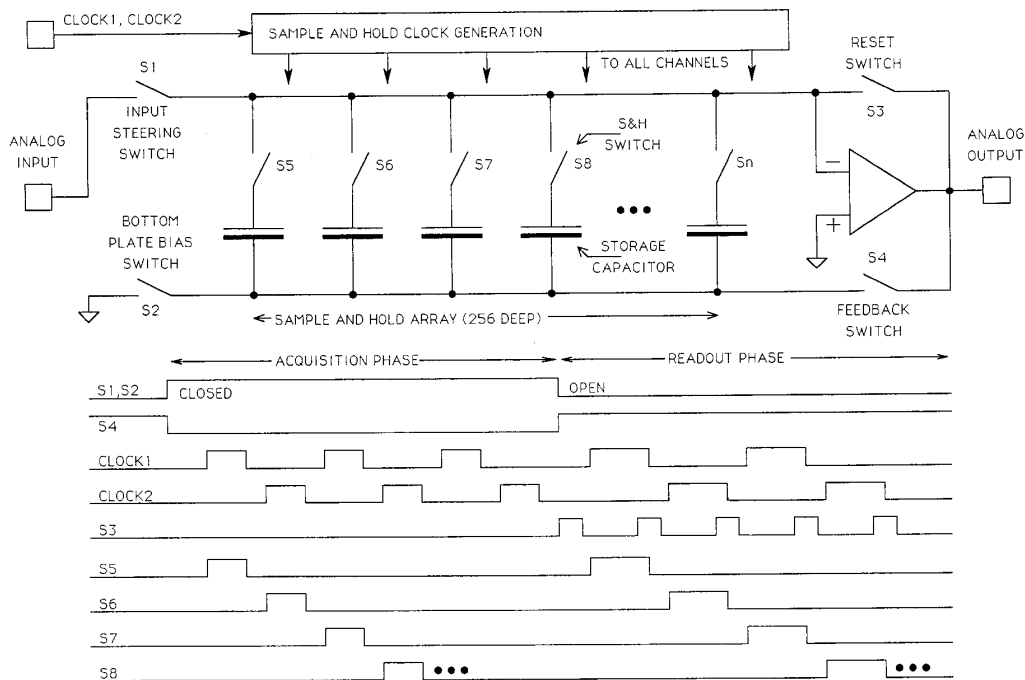 CLOCK1, CLOCK2
SAMPLE AND HOLD CLOCK GENERATION
TO ALL CHANNELS
RESET
SWITCH
S1
S3
INPUT
STEERING
SWITCH
ANALOG
INPUT
S&H
SWITCH
ANALOG
OUTPUT
S5
S6
S7
S8
Sn
−
+
BOTTOM
PLATE BIAS
SWITCH
STORAGE
CAPACITOR
S2
S4
SAMPLE AND HOLD ARRAY (256 DEEP)
FEEDBACK
SWITCH
ACQUISITION PHASE
READOUT PHASE
S1,S2
CLOSED
OPEN
S4
CLOCK1
CLOCK2
S3
S5
S6
S7
S8